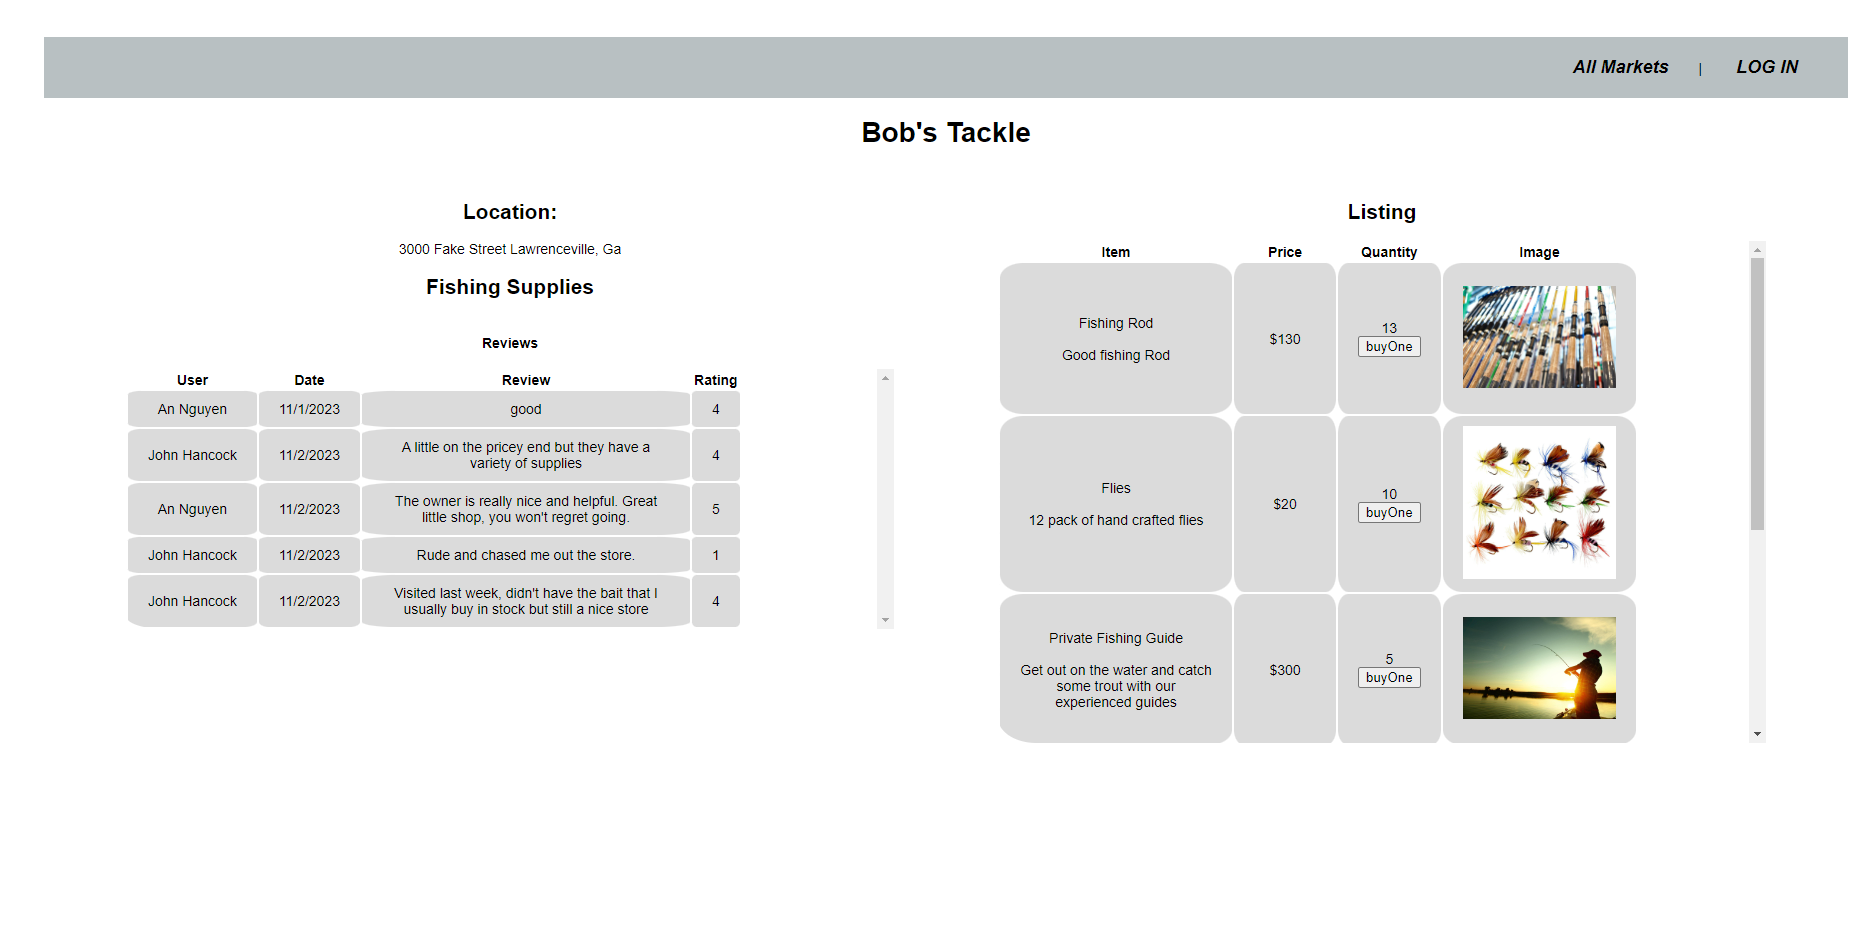 All Markets | LOG IN
Bob's Tackle
Location:
3000 Fake Street Lawrenceville, Ga
Fishing Supplies
Reviews
User Date Review Rating
An Nguyen 11/1/2023 good 4
John Hancock 11/2/2023 A little on the pricey end but they have a
variety of supplies 4
An Nguyen 11/2/2023 The owner is really nice and helpful. Great
little shop, you won't regret going. 5
John Hancock 11/2/2023 Rude and chased me out the store. 1
John Hancock 11/2/2023 Visited last week, didn't have the bait that I
usually buy in stock but still a nice store 4
Listing
Item Price Quantity Image
Fishing Rod
Good fishing Rod
$130
13
buyOne
Flies
12 pack of hand crafted flies
$20
10
buyOne
Private Fishing Guide
Get out on the water and catch
some trout with our
experienced guides
$300
5
buyOne